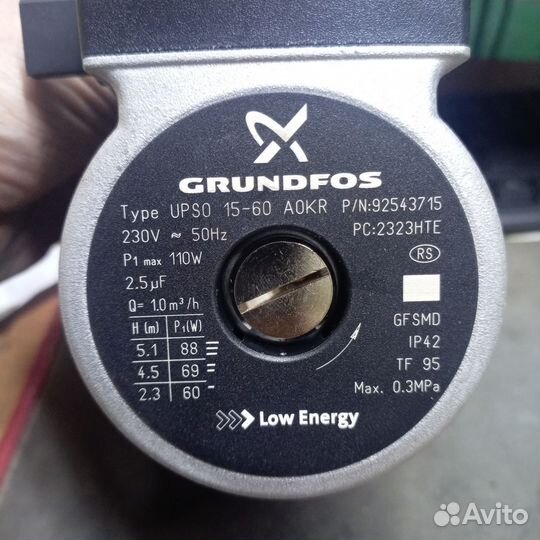 GRUNDFOS
Type UPSO 15-60 AOKR P/N:92543715
230V ≈ 50Hz PC:2323HTE
P1 max 110W RS
2.5 µF
Q= 1.0 m³/h GFSMD
H (m) P1(W)
5.1 88 IP42
4.5 69 TF 95
2.3 60 Max. 0.3MPa
Low Energy
Avito